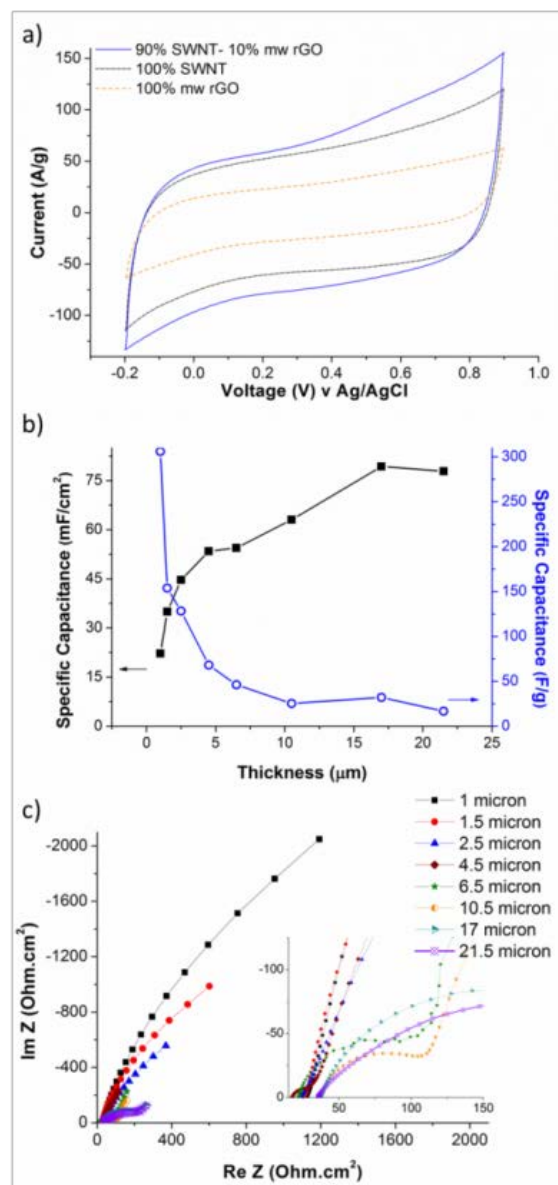 a)
90% SWNT- 10% mw rGO
100% SWNT
100% mw rGO
150
100
50
0
-50
-100
Current (A/g)
-0.2 0.0 0.2 0.4 0.6 0.8 1.0
Voltage (V) v Ag/AgCl
b)
75
60
45
30
15
0
Specific Capacitance (mF/cm²)
300
250
200
150
100
50
0
Specific Capacitance (F/g)
0 5 10 15 20 25
Thickness (μm)
c)
1 micron
1.5 micron
2.5 micron
4.5 micron
6.5 micron
10.5 micron
17 micron
21.5 micron
-2000
-1600
-1200
-800
-400
0
Im Z (Ohm.cm²)
-100
-50
0
50 100 150
0 400 800 1200 1600 2000
Re Z (Ohm.cm²)